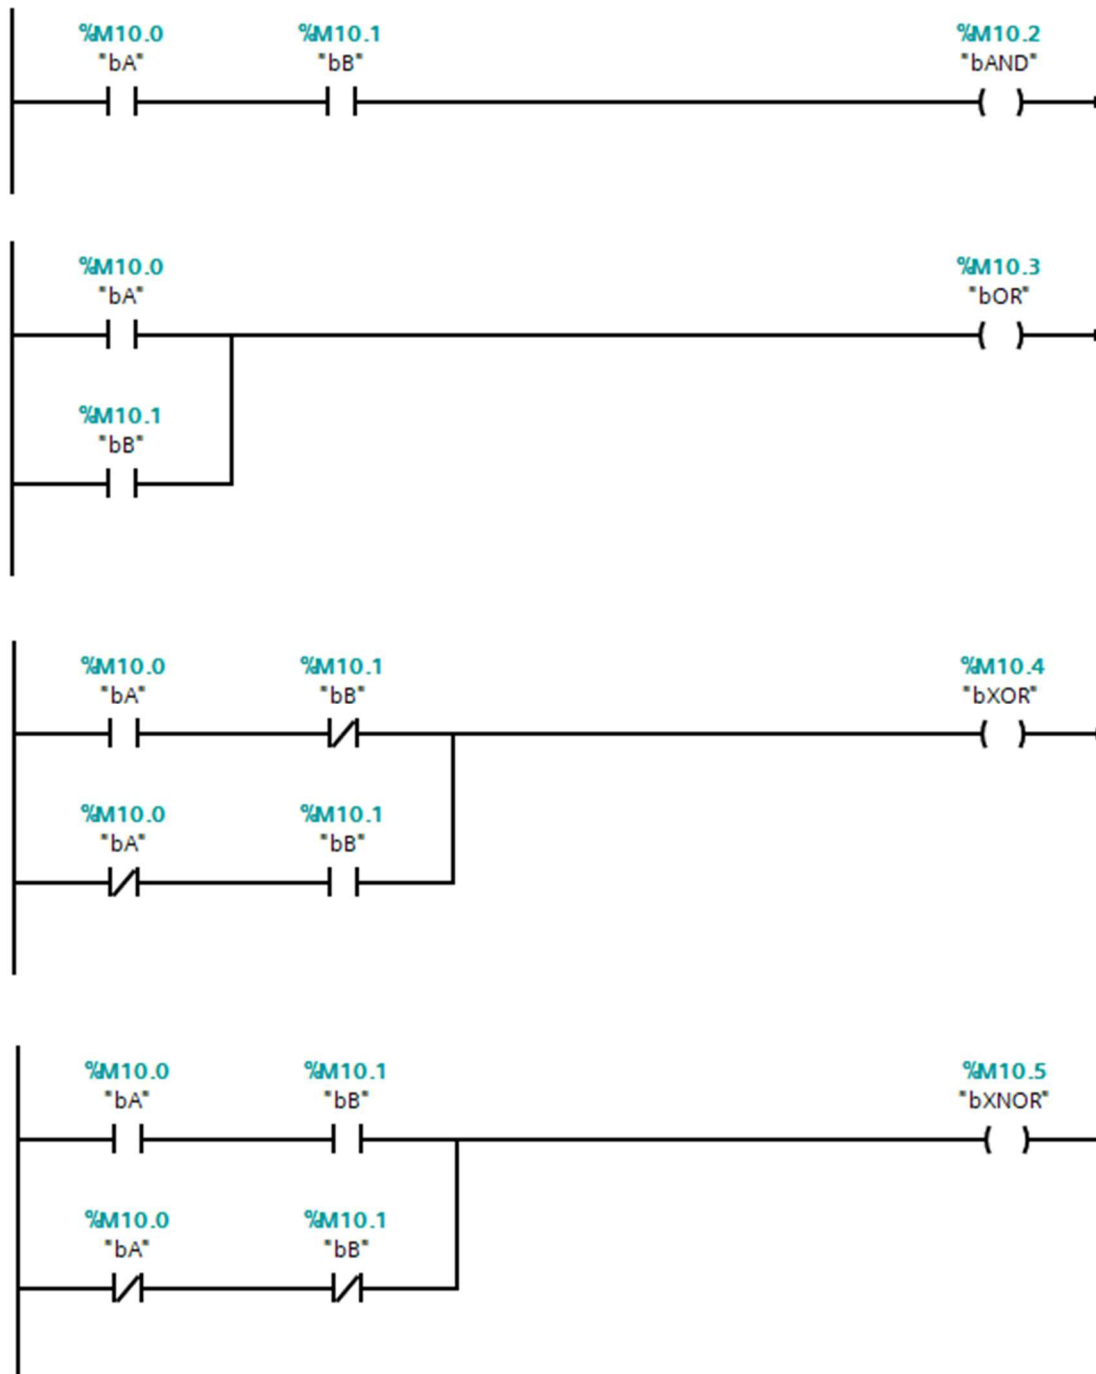 %M10.0 %M10.1 %M10.2
"bA" "bB" "bAND"
%M10.0 %M10.3
"bA" "bOR"
%M10.1
"bB"
%M10.0 %M10.1 %M10.4
"bA" "bB" "bXOR"
%M10.0 %M10.1
"bA" "bB"
%M10.0 %M10.1 %M10.5
"bA" "bB" "bXNOR"
%M10.0 %M10.1
"bA" "bB"